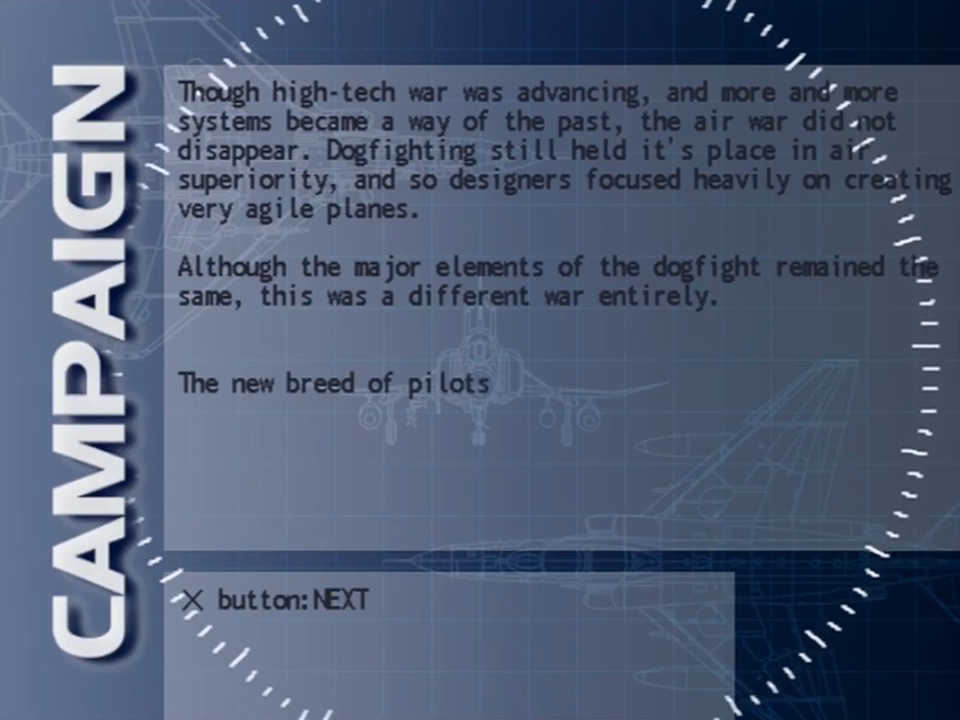 CAMPAIGN
Though high-tech war was advancing, and more and more
systems became a way of the past, the air war did not
disappear. Dogfighting still held it's place in air
superiority, and so designers focused heavily on creating
very agile planes.
Although the major elements of the dogfight remained the
same, this was a different war entirely.
The new breed of pilots
× button:NEXT